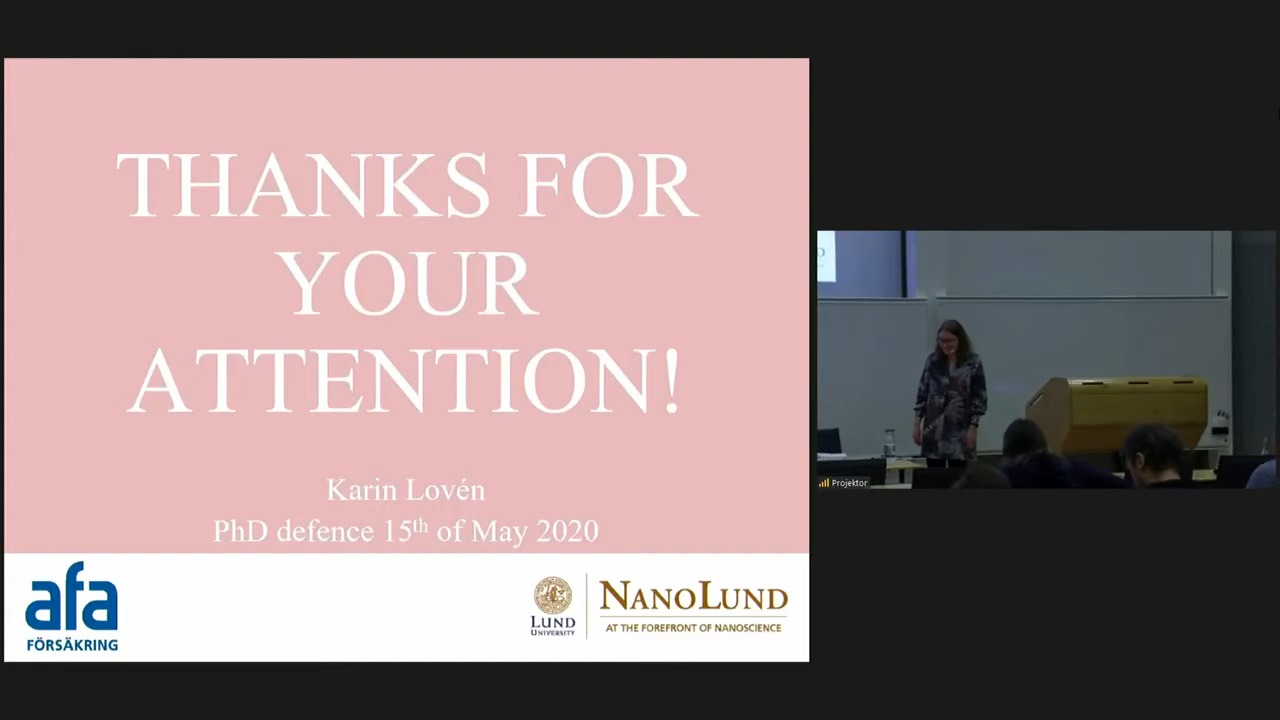 THANKS FOR
YOUR
ATTENTION!
Karin Lovén
PhD defence 15th of May 2020
afa
FÖRSÄKRING
LUND
UNIVERSITY
NANOLUND
AT THE FOREFRONT OF NANOSCIENCE
Projektor